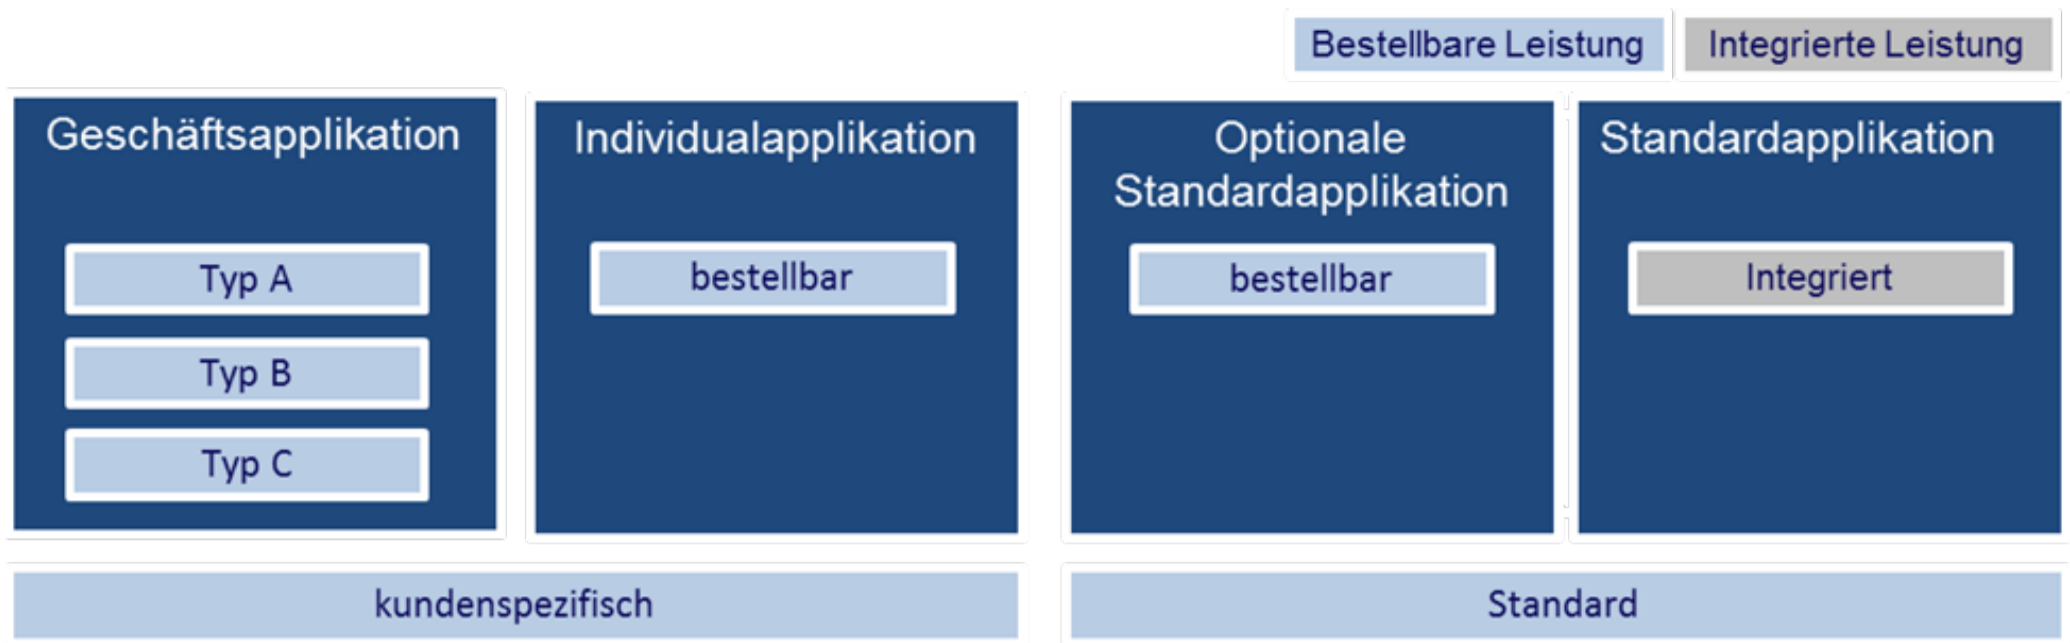 Bestellbare Leistung
Integrierte Leistung
Geschäftsapplikation
Typ A
Typ B
Typ C
Individualapplikation
bestellbar
Optionale
Standardapplikation
bestellbar
Standardapplikation
Integriert
kundenspezifisch
Standard